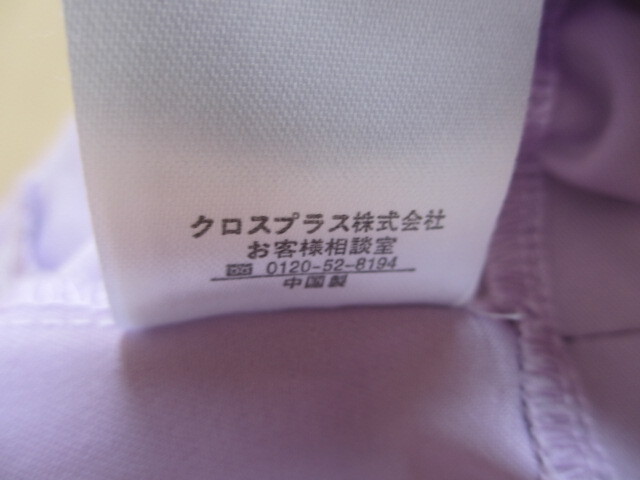 クロスプラス株式会社
お客様相談室
0120-52-8194
中国製